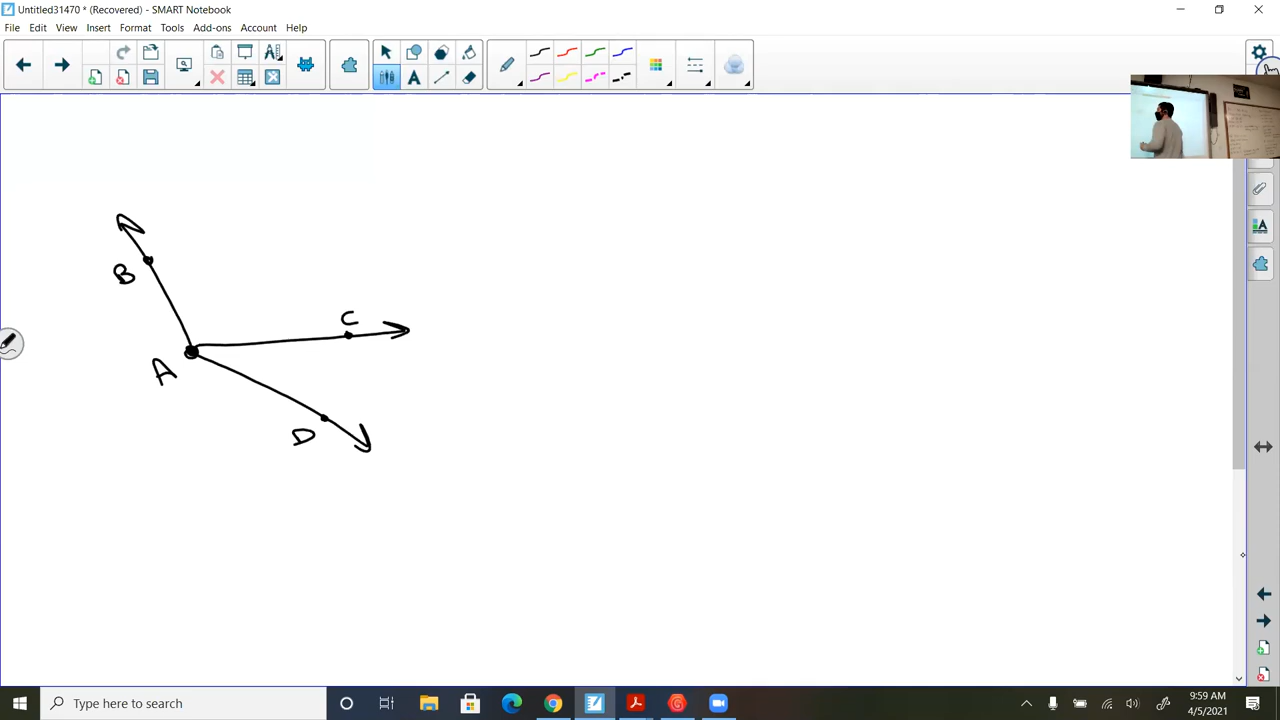 Untitled31470 * (Recovered) - SMART Notebook
File Edit View Insert Format Tools Add-ons Account Help
B
C
A
D
Type here to search
9:59 AM
4/5/2021